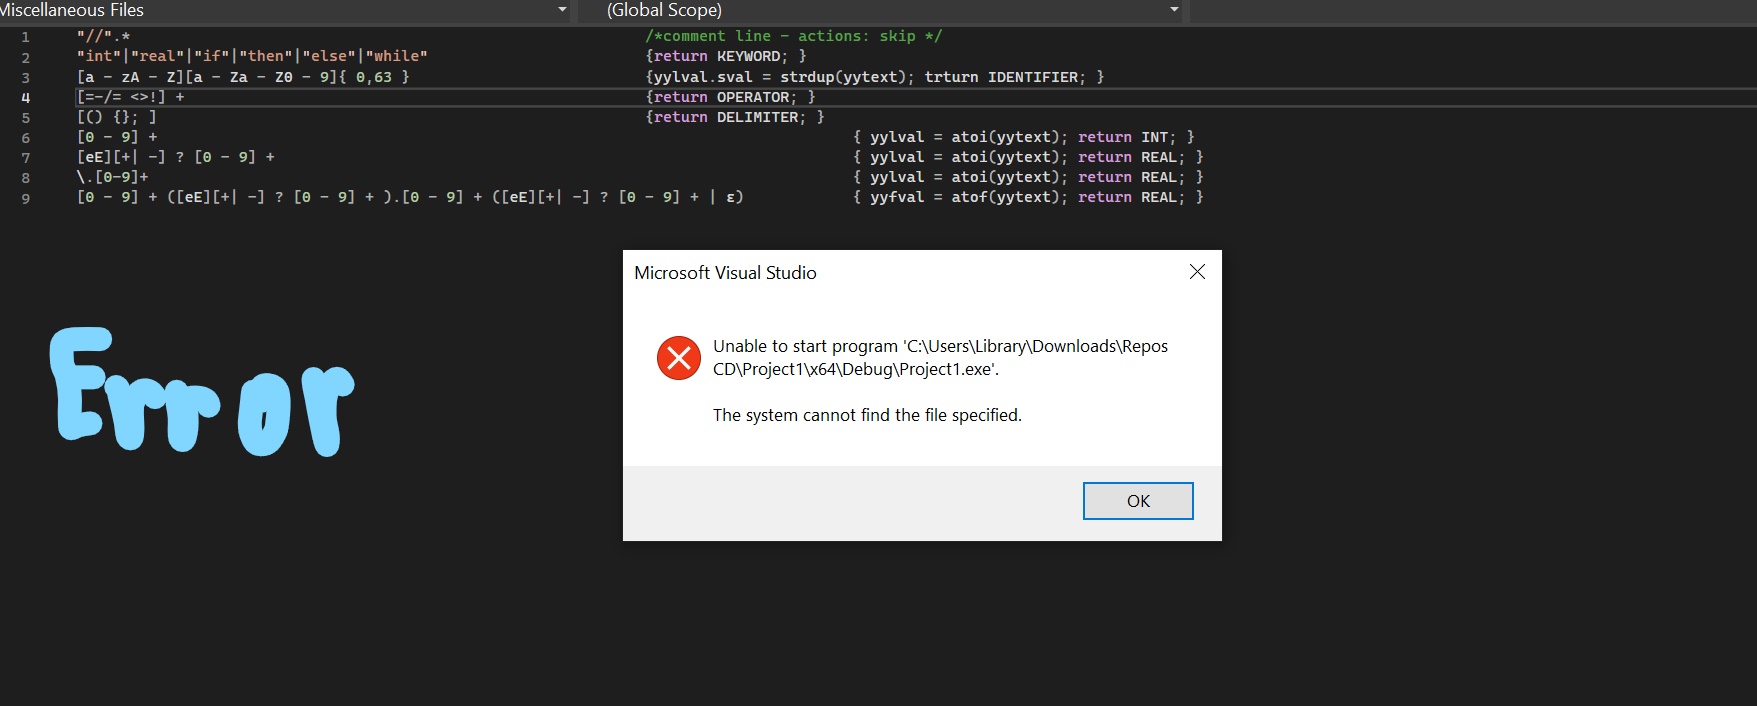 Miscellaneous Files (Global Scope)
1 "//".* /*comment line - actions: skip */
2 "int"|"real"|"if"|"then"|"else"|"while" {return KEYWORD; }
3 [a - zA - Z][a - Za - Z0 - 9]{ 0,63 } {yylval.sval = strdup(yytext); trturn IDENTIFIER; }
4 [=-/= <>!] + {return OPERATOR; }
5 [() {}; ] {return DELIMITER; }
6 [0 - 9] + { yylval = atoi(yytext); return INT; }
7 [eE][+| -] ? [0 - 9] + { yylval = atoi(yytext); return REAL; }
8 \.[0-9]+ { yylval = atoi(yytext); return REAL; }
9 [0 - 9] + ([eE][+| -] ? [0 - 9] + ).[0 - 9] + ([eE][+| -] ? [0 - 9] + | ε) { yyfval = atof(yytext); return REAL; }
Microsoft Visual Studio
Unable to start program 'C:\Users\Library\Downloads\Repos
CD\Project1\x64\Debug\Project1.exe'.
The system cannot find the file specified.
OK
Error